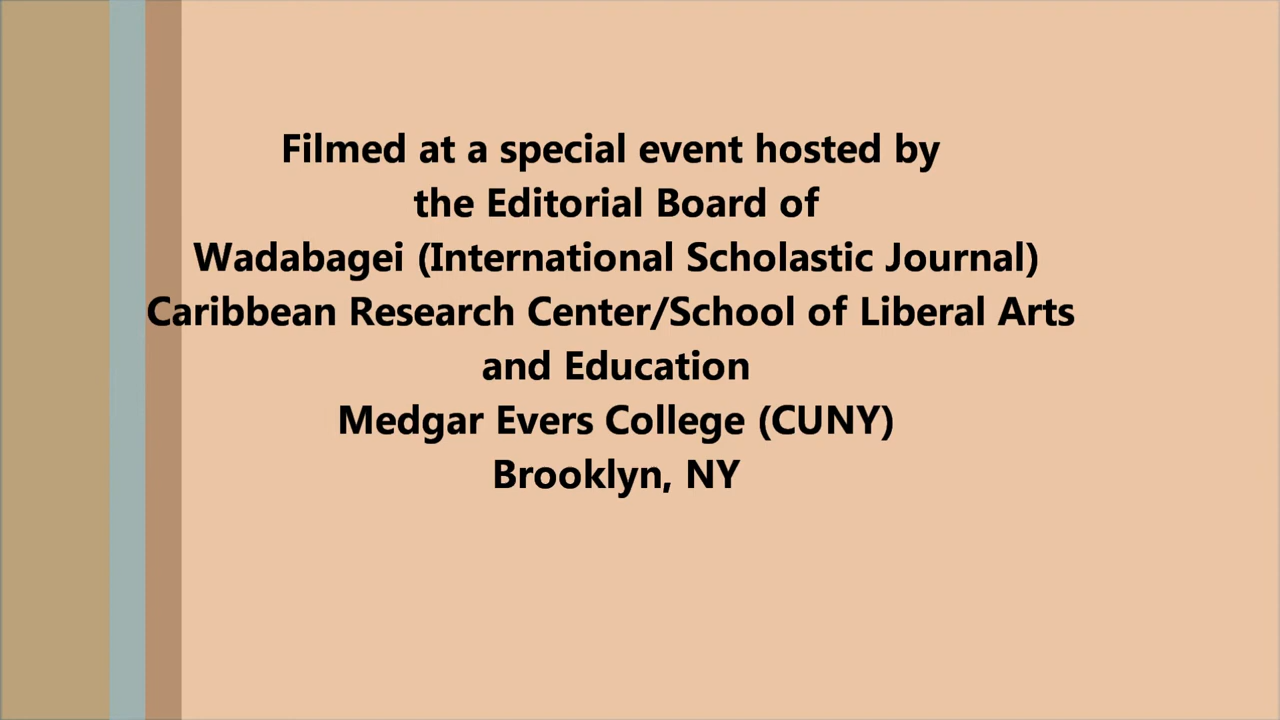 Filmed at a special event hosted by
the Editorial Board of
Wadabagei (International Scholastic Journal)
Caribbean Research Center/School of Liberal Arts
and Education
Medgar Evers College (CUNY)
Brooklyn, NY